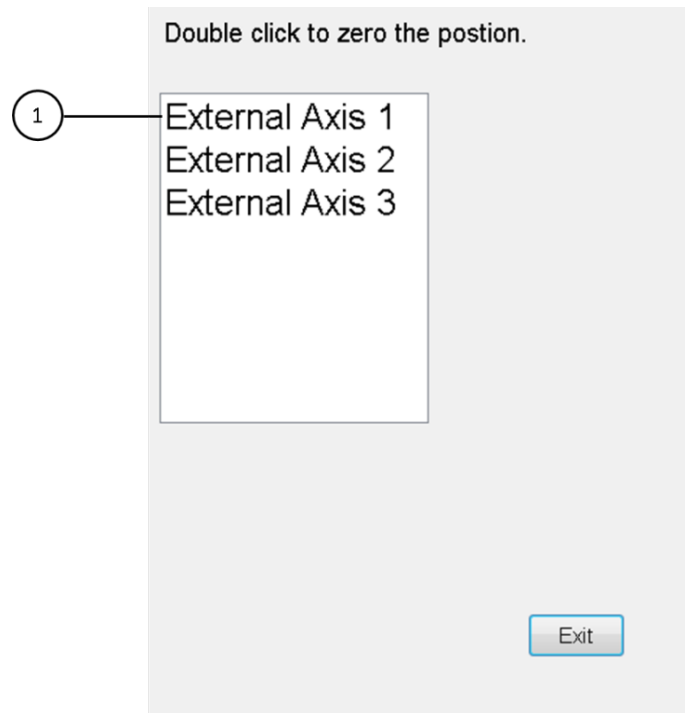 Double click to zero the postion.
1
External Axis 1
External Axis 2
External Axis 3
Exit